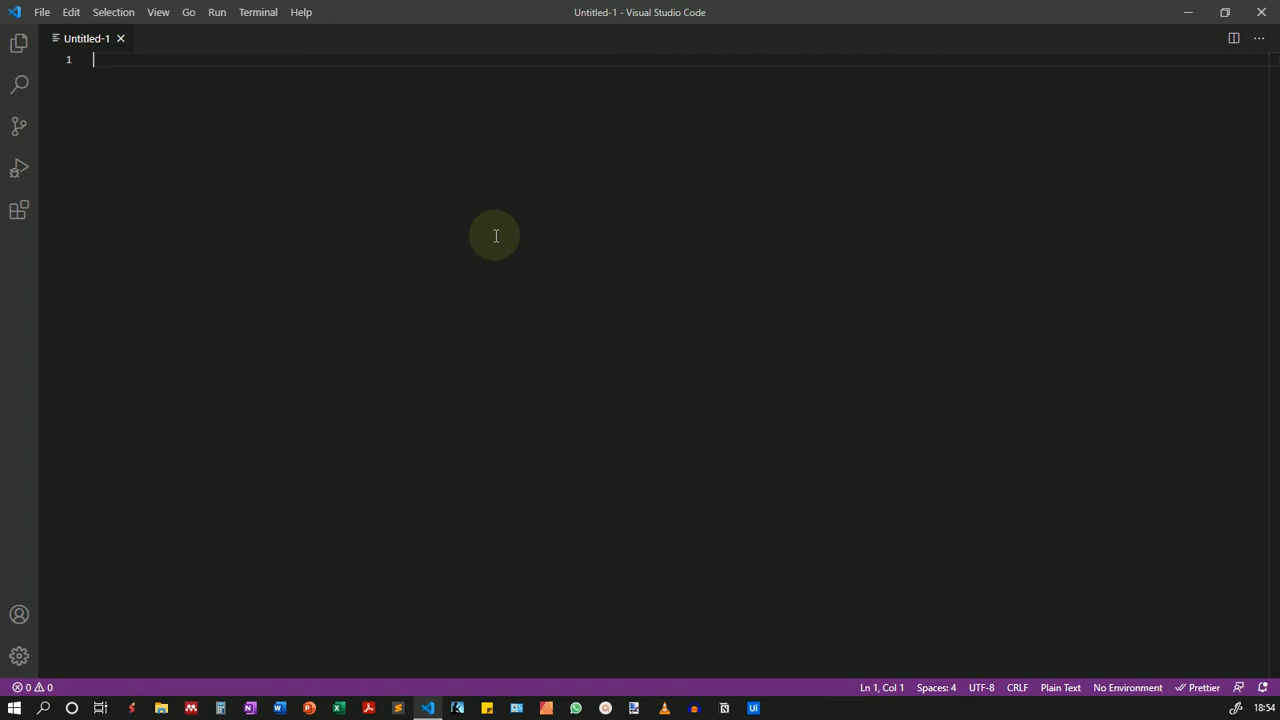 File Edit Selection View Go Run Terminal Help
Untitled-1 - Visual Studio Code
Untitled-1
1
0 0
Ln 1, Col 1 Spaces: 4 UTF-8 CRLF Plain Text No Environment Prettier
Ui
18:54